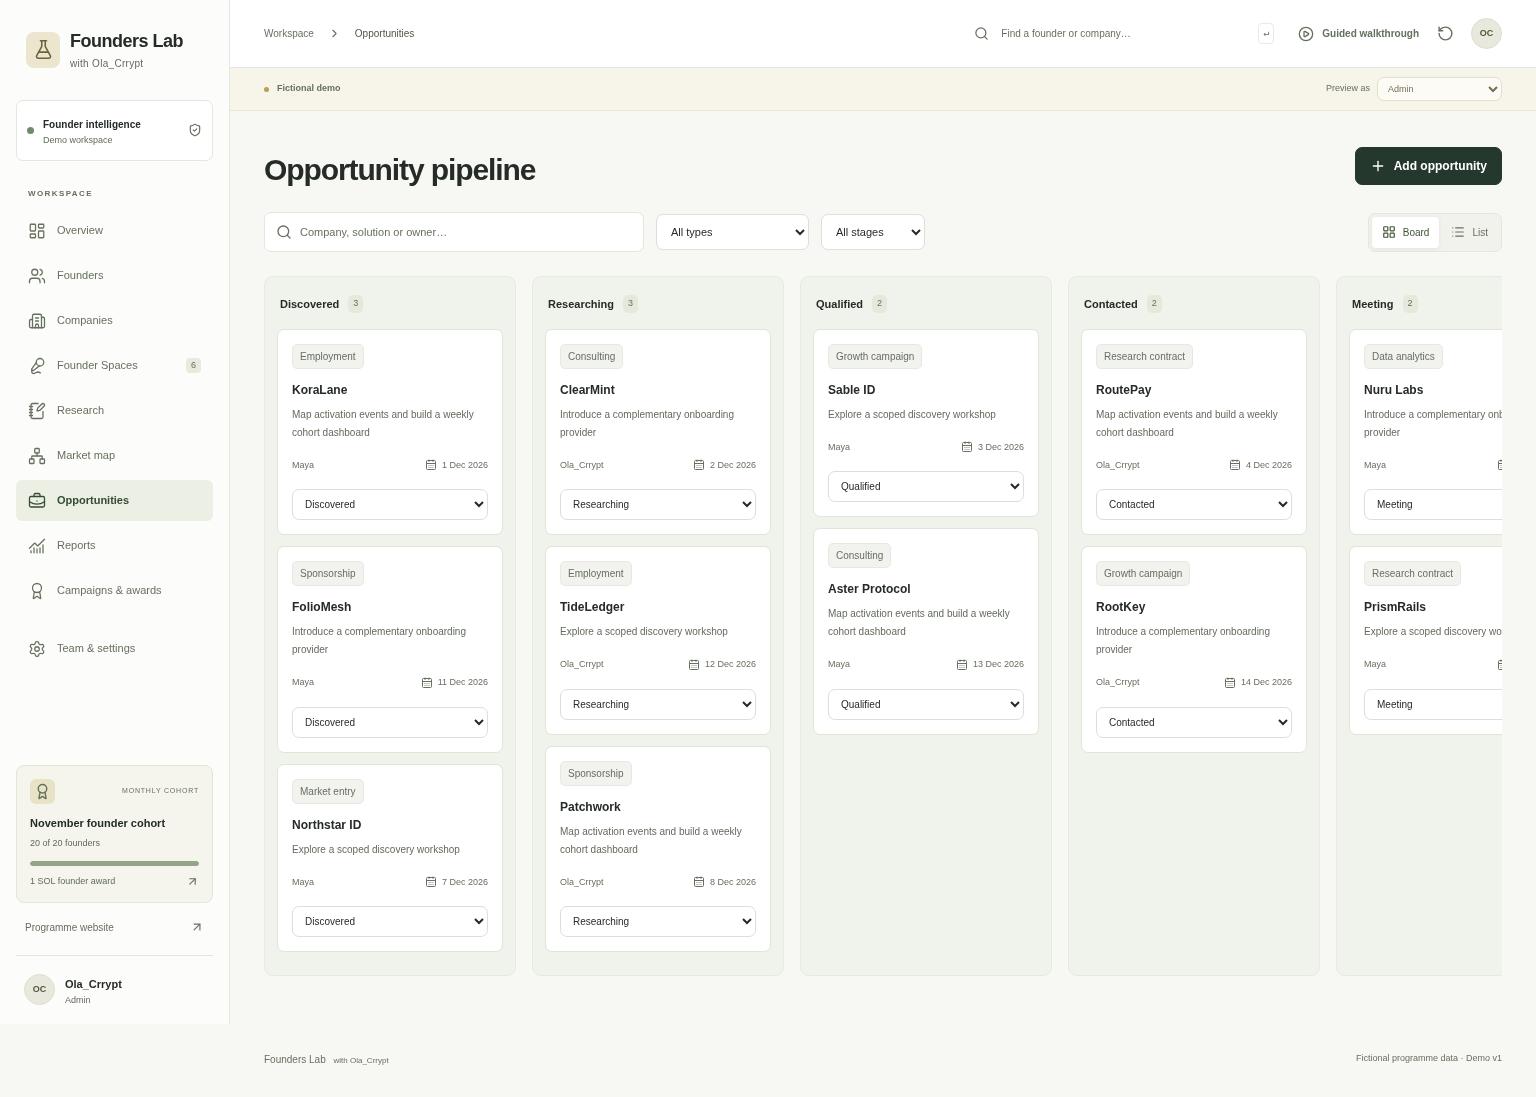 Founders Lab
with Ola_Crrypt
Founder intelligence
Demo workspace
WORKSPACE
Overview
Founders
Companies
Founder Spaces 6
Research
Market map
Opportunities
Reports
Campaigns & awards
Team & settings
MONTHLY COHORT
November founder cohort
20 of 20 founders
1 SOL founder award
Programme website
OC
Ola_Crrypt
Admin
Workspace > Opportunities
Find a founder or company…
Guided walkthrough
OC
Fictional demo
Preview as Admin
Opportunity pipeline
Add opportunity
Company, solution or owner…
All types
All stages
Board
List
Discovered 3
Employment
KoraLane
Map activation events and build a weekly
cohort dashboard
Maya 1 Dec 2026
Discovered
Sponsorship
FolioMesh
Introduce a complementary onboarding
provider
Maya 11 Dec 2026
Discovered
Market entry
Northstar ID
Explore a scoped discovery workshop
Maya 7 Dec 2026
Discovered
Researching 3
Consulting
ClearMint
Introduce a complementary onboarding
provider
Ola_Crrypt 2 Dec 2026
Researching
Employment
TideLedger
Explore a scoped discovery workshop
Ola_Crrypt 12 Dec 2026
Researching
Sponsorship
Patchwork
Map activation events and build a weekly
cohort dashboard
Ola_Crrypt 8 Dec 2026
Researching
Qualified 2
Growth campaign
Sable ID
Explore a scoped discovery workshop
Maya 3 Dec 2026
Qualified
Consulting
Aster Protocol
Map activation events and build a weekly
cohort dashboard
Maya 13 Dec 2026
Qualified
Contacted 2
Research contract
RoutePay
Map activation events and build a weekly
cohort dashboard
Ola_Crrypt 4 Dec 2026
Contacted
Growth campaign
RootKey
Introduce a complementary onboarding
provider
Ola_Crrypt 14 Dec 2026
Contacted
Meeting 2
Data analytics
Nuru Labs
Introduce a complementary
provider
Maya
Meeting
Research contract
PrismRails
Explore a scoped discovery
Maya
Meeting
Founders Lab with Ola_Crrypt
Fictional programme data · Demo v1